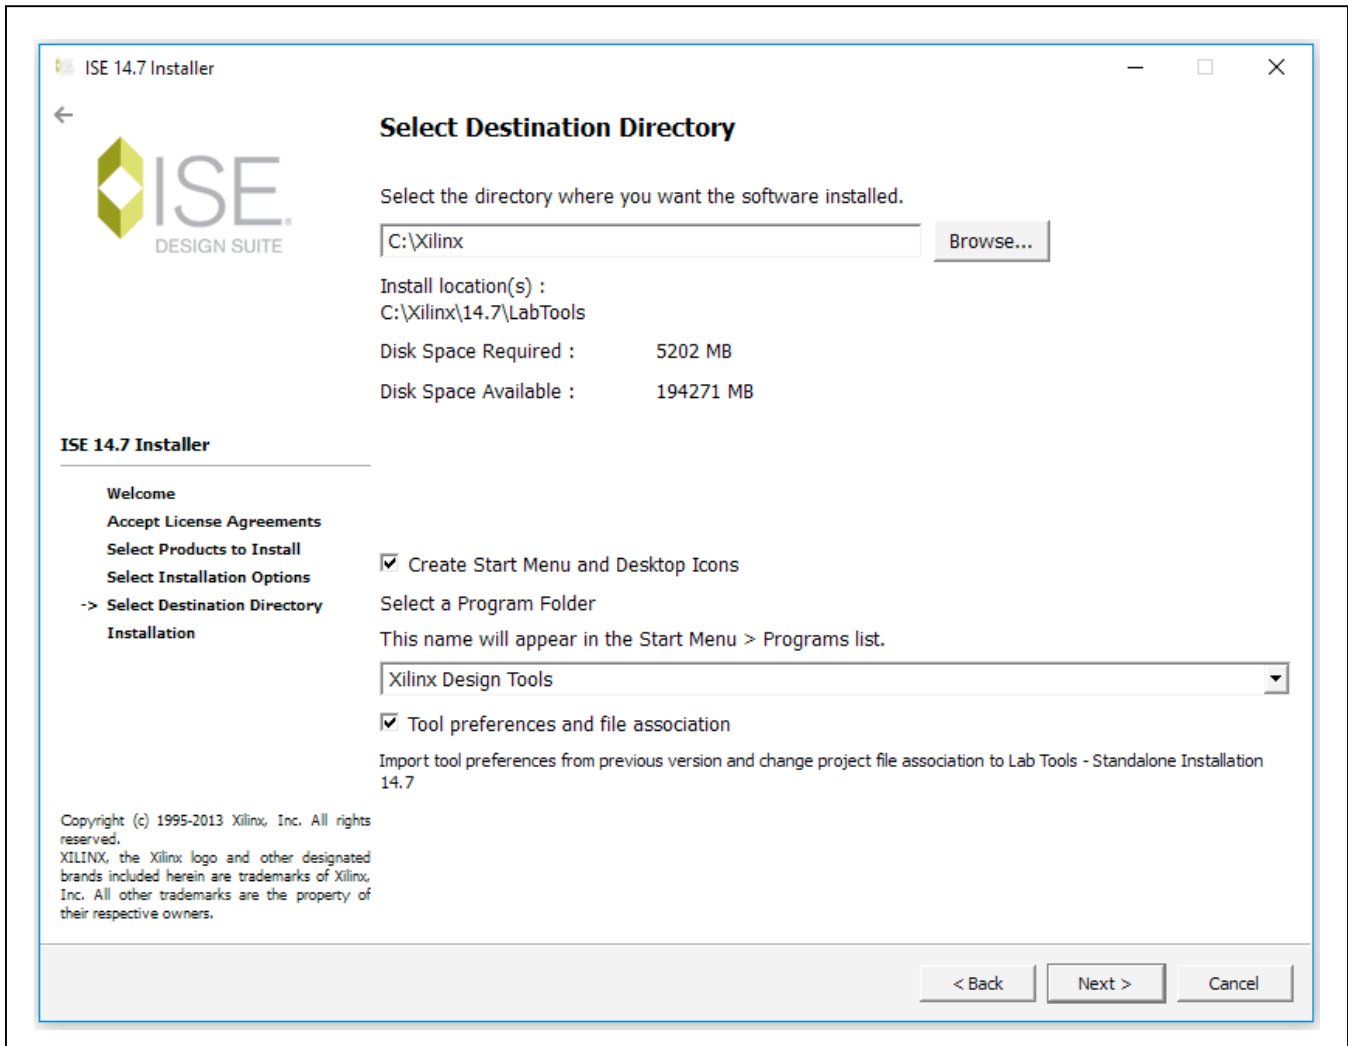 ISE 14.7 Installer
ISE®
DESIGN SUITE
Select Destination Directory
Select the directory where you want the software installed.
C:\Xilinx
Browse...
Install location(s) :
C:\Xilinx\14.7\LabTools
Disk Space Required : 5202 MB
Disk Space Available : 194271 MB
ISE 14.7 Installer
Welcome
Accept License Agreements
Select Products to Install
Select Installation Options
-> Select Destination Directory
Installation
Create Start Menu and Desktop Icons
Select a Program Folder
This name will appear in the Start Menu > Programs list.
Xilinx Design Tools
Tool preferences and file association
Import tool preferences from previous version and change project file association to Lab Tools - Standalone Installation
14.7
Copyright (c) 1995-2013 Xilinx, Inc. All rights
reserved.
XILINX, the Xilinx logo and other designated
brands included herein are trademarks of Xilinx,
Inc. All other trademarks are the property of
their respective owners.
< Back
Next >
Cancel